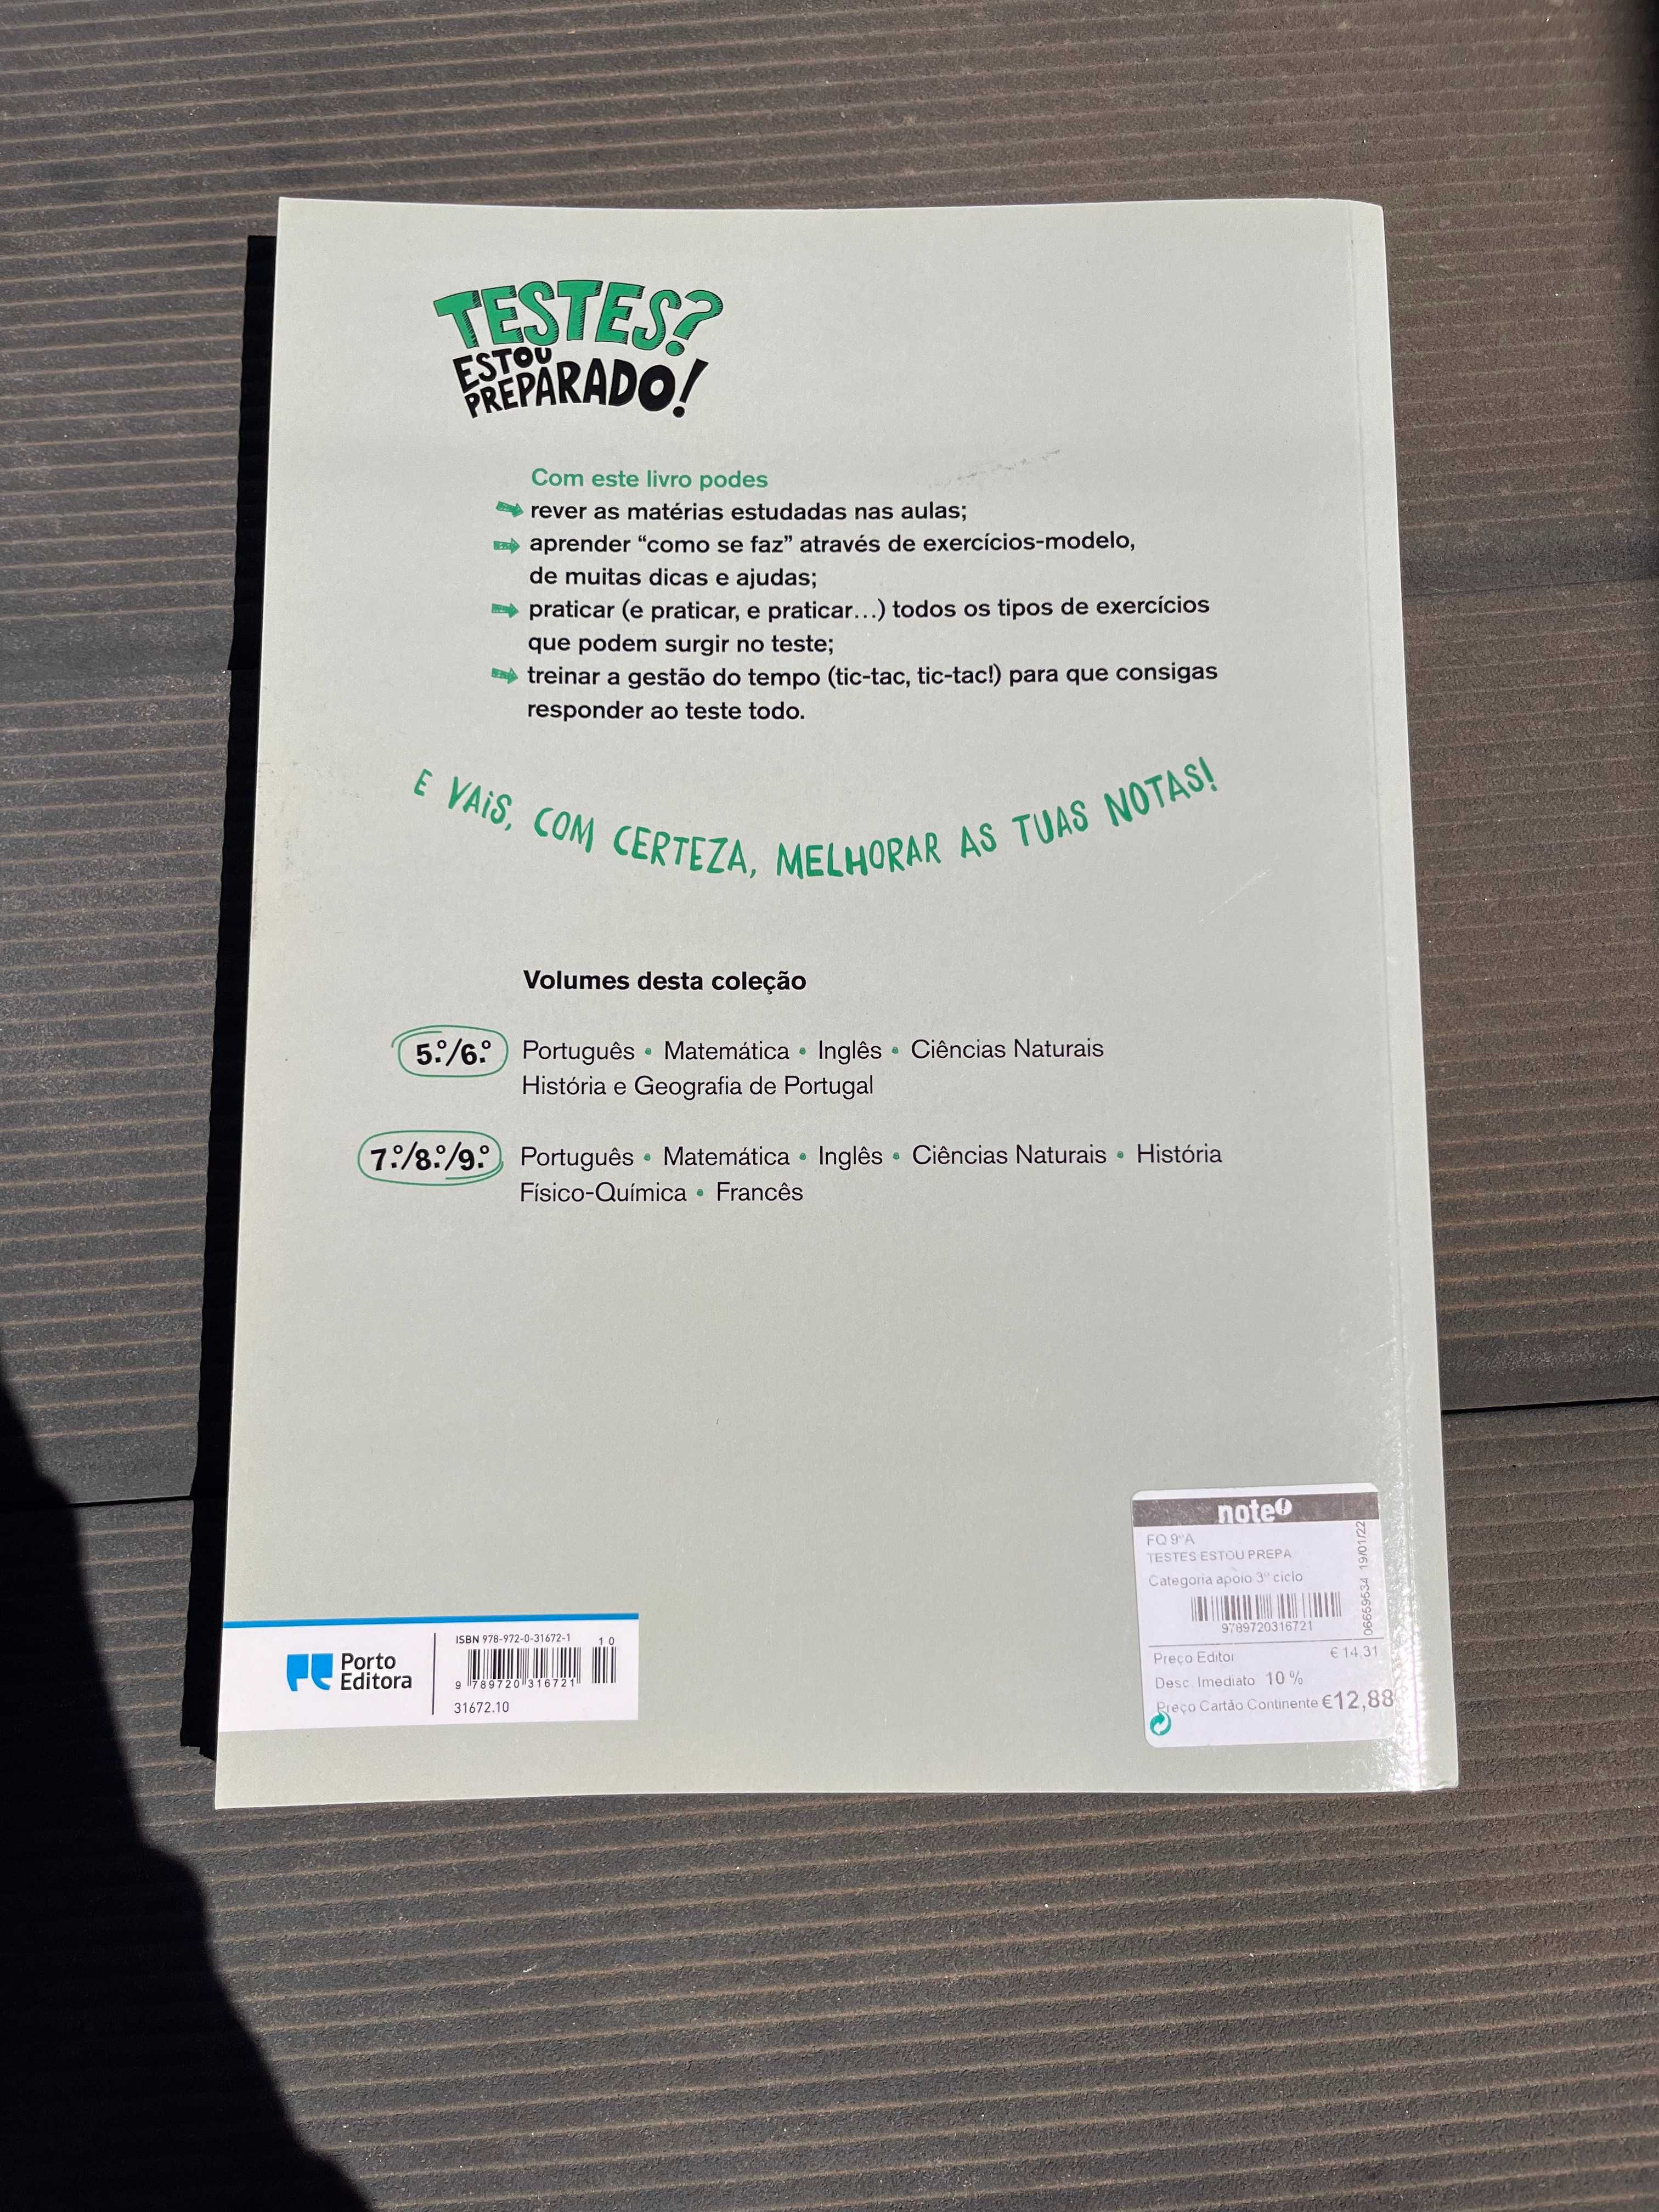 TESTES?
ESTOU
PREPARADO!
Com este livro podes
rever as matérias estudadas nas aulas;
aprender “como se faz” através de exercícios-modelo,
de muitas dicas e ajudas;
praticar (e praticar, e praticar...) todos os tipos de exercícios
que podem surgir no teste;
treinar a gestão do tempo (tic-tac, tic-tac!) para que consigas
responder ao teste todo.
E VAiS, COM CERTEZA, MELHORAR AS TUAS NOTAS!
Volumes desta coleção
5.º/6.º Português • Matemática • Inglês • Ciências Naturais
História e Geografia de Portugal
7.º/8.º/9.º Português • Matemática • Inglês • Ciências Naturais • História
Físico-Química • Francês
note!
FQ 9ºA
TESTES ESTOU PREPA
Categoria apoio 3º ciclo
9789720316721
06659534 19/01/22
Preço Editor € 14,31
Desc. Imediato 10 %
Preço Cartão Continente €12,88
Porto
Editora
ISBN 978-972-0-31672-1
1 0
9 789720 316721
31672.10